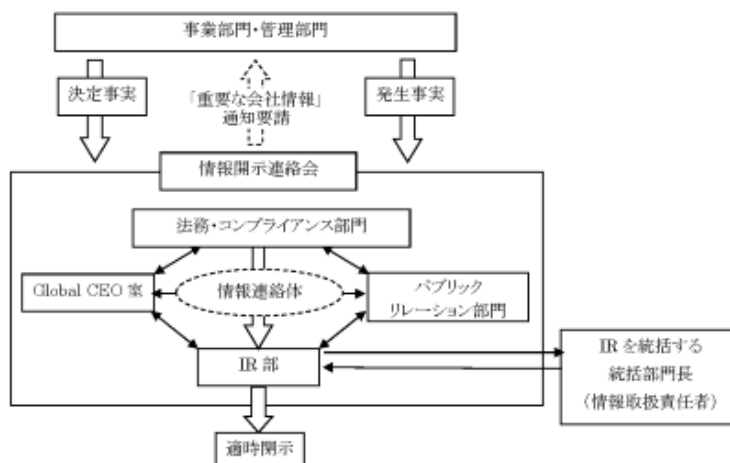 事業部門・管理部門
決定事実
「重要な会社情報」
通知要請
発生事実
情報開示連絡会
法務・コンプライアンス部門
Global CEO 室
情報連絡体
パブリック
リレーション部門
IR 部
IR を統括する
統括部門長
(情報取扱責任者)
適時開示